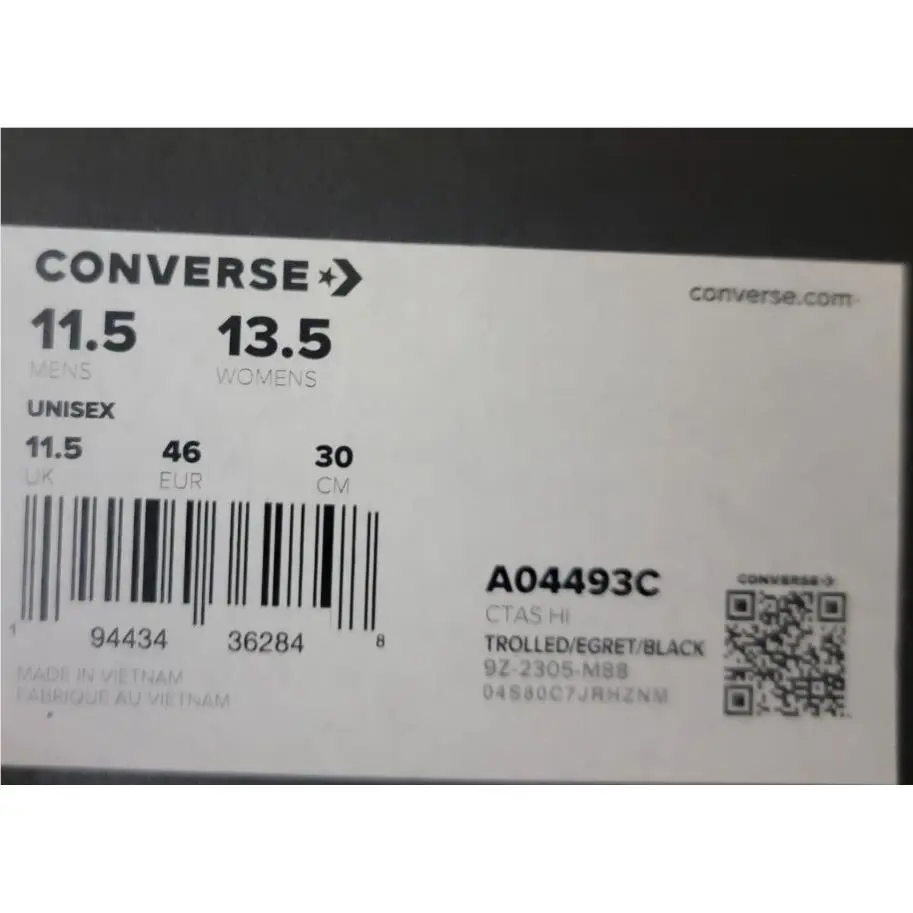 CONVERSE
converse.com
11.5 13.5
MENS WOMENS
UNISEX
11.5 46 30
UK EUR CM
1 94434 36284 8
MADE IN VIETNAM
FABRIQUE AU VIETNAM
A04493C
CTAS HI
TROLLED/EGRET/BLACK
9Z-2305-M88
CONVERSE